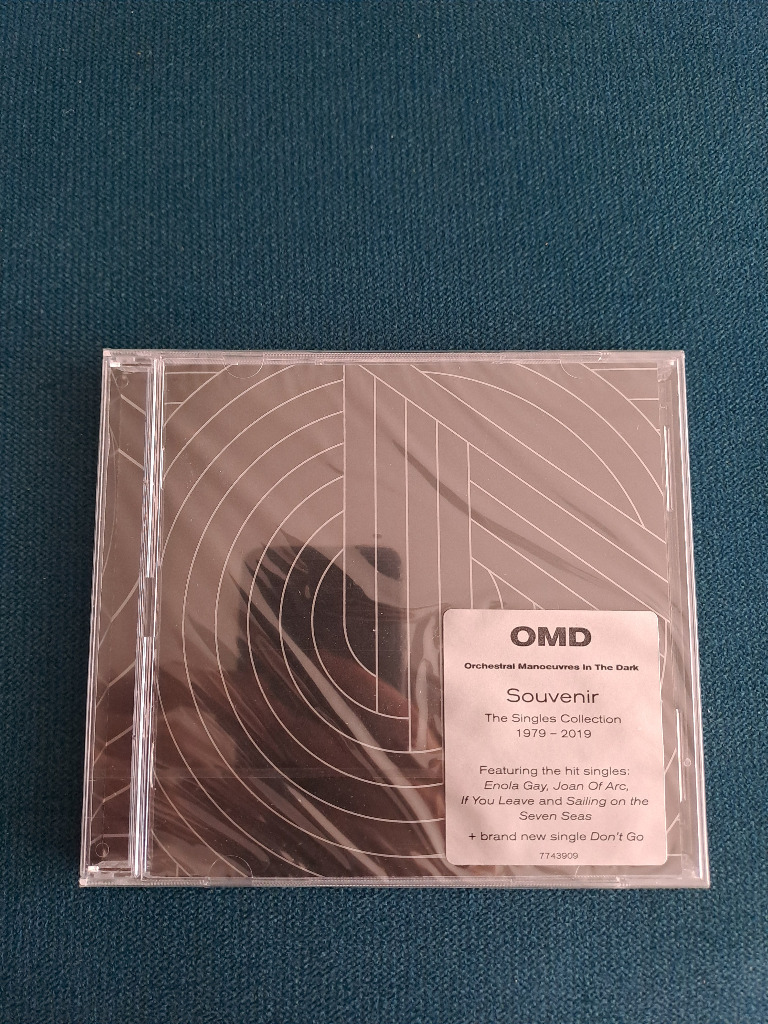 OMD
Orchestral Manoeuvres In The Dark
Souvenir
The Singles Collection
1979 – 2019
Featuring the hit singles:
Enola Gay, Joan Of Arc,
If You Leave and Sailing on the
Seven Seas
+ brand new single Don't Go
7743909